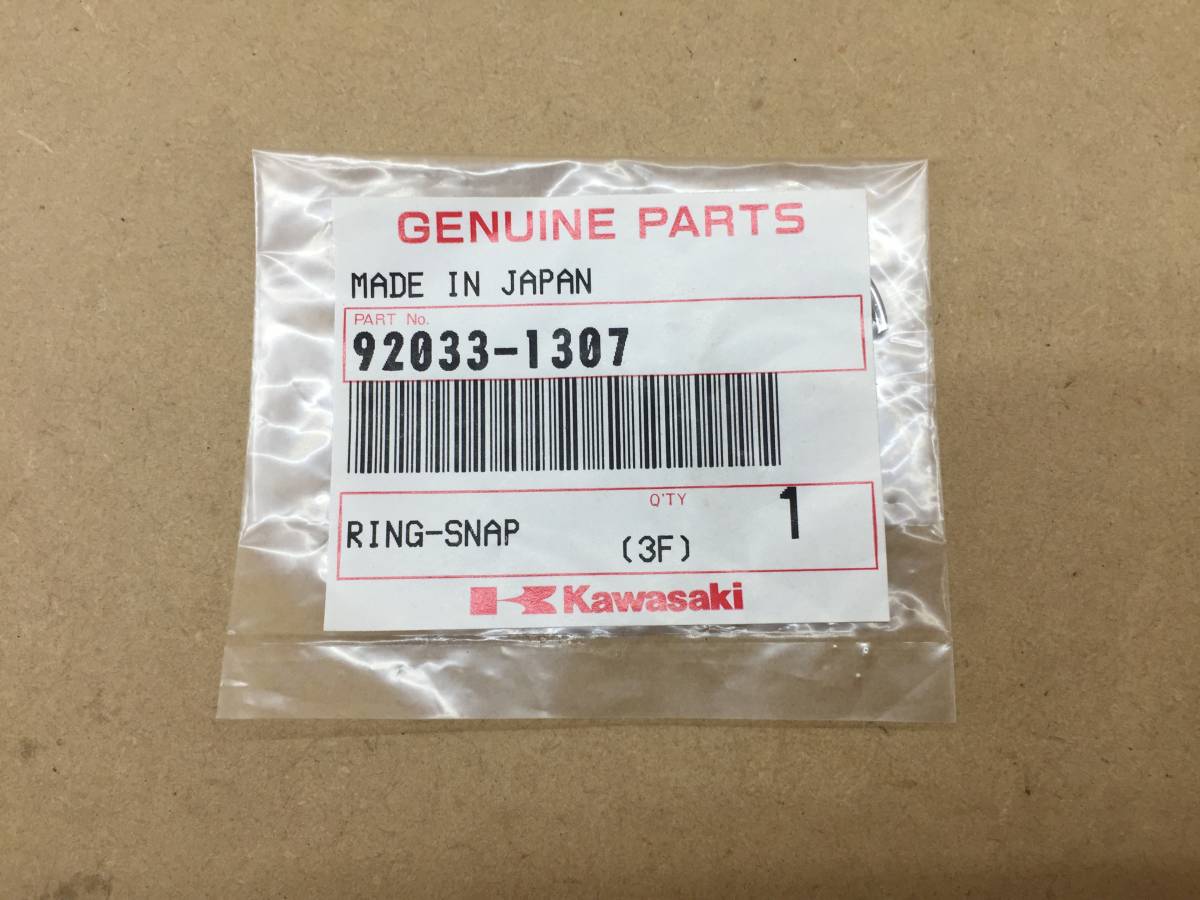 GENUINE PARTS
MADE IN JAPAN
PART No.
92033-1307
Q'TY
1
RING-SNAP
(3F)
Kawasaki